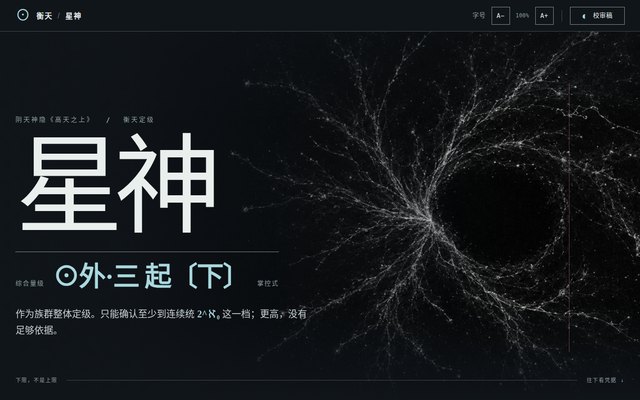 衡天 / 星神
字号 A− 100% A+ 校审稿
阴天神隐《高天之上》 / 衡天定级
星神
综合量级 ⊙外·三起〔下〕 掌控式
作为族群整体定级。只能确认至少到连续统 2^ℵ₀ 这一档；更高，没有
足够依据。
下限，不是上限
往下看凭据 ↓